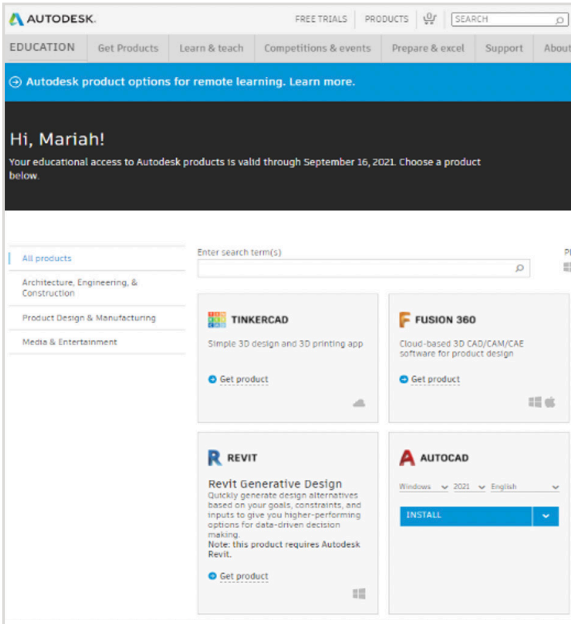 AUTODESK.
FREE TRIALS PRODUCTS SEARCH
EDUCATION Get Products Learn & teach Competitions & events Prepare & excel Support About
Autodesk product options for remote learning. Learn more.
Hi, Mariah!
Your educational access to Autodesk products is valid through September 16, 2021. Choose a product
below.
All products
Architecture, Engineering, &
Construction
Product Design & Manufacturing
Media & Entertainment
Enter search term(s)
TINKERCAD
Simple 3D design and 3D printing app
Get product
FUSION 360
Cloud-based 3D CAD/CAM/CAE
software for product design
Get product
REVIT
Revit Generative Design
Quickly generate design alternatives
based on your goals, constraints, and
inputs to give you higher-performing
options for data-driven decision
making.
Note: this product requires Autodesk
Revit.
Get product
AUTOCAD
Windows 2021 English
INSTALL